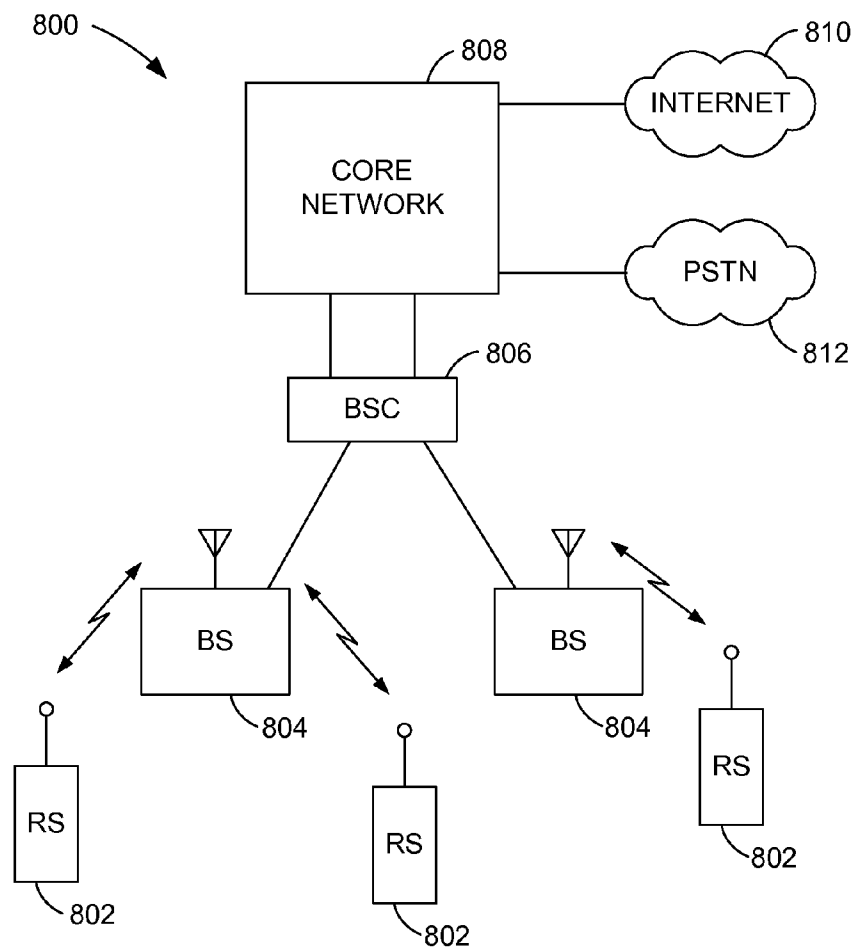 800
808
810
INTERNET
CORE
NETWORK
PSTN
812
806
BSC
BS
BS
804
804
RS
RS
RS
802
802
802